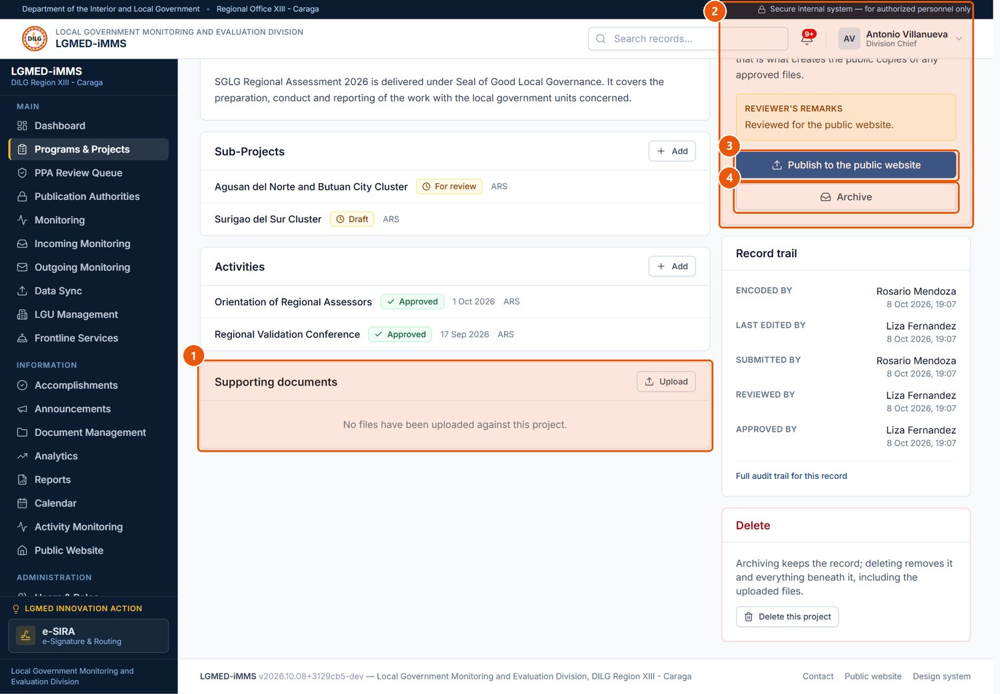 Department of the Interior and Local Government • Regional Office XIII - Caraga
Secure internal system — for authorized personnel only
2
DILG
LOCAL GOVERNMENT MONITORING AND EVALUATION DIVISION
LGMED-iMMS
Search records...
9+
AV
Antonio Villanueva
Division Chief
LGMED-iMMS
DILG Region XIII - Caraga
MAIN
Dashboard
Programs & Projects
PPA Review Queue
Publication Authorities
Monitoring
Incoming Monitoring
Outgoing Monitoring
Data Sync
LGU Management
Frontline Services
INFORMATION
Accomplishments
Announcements
Document Management
Analytics
Reports
Calendar
Activity Monitoring
Public Website
ADMINISTRATION
Users & Roles
LGMED INNOVATION ACTION
e-SIRA
e-Signature & Routing
Local Government Monitoring and
Evaluation Division
SGLG Regional Assessment 2026 is delivered under Seal of Good Local Governance. It covers the
preparation, conduct and reporting of the work with the local government units concerned.
Sub-Projects
Add
Agusan del Norte and Butuan City Cluster For review ARS
Surigao del Sur Cluster Draft ARS
Activities
Add
Orientation of Regional Assessors Approved 1 Oct 2026 ARS
Regional Validation Conference Approved 17 Sep 2026 ARS
1
Supporting documents
Upload
No files have been uploaded against this project.
that is what creates the public copies of any
approved files.
REVIEWER'S REMARKS
Reviewed for the public website.
3
Publish to the public website
4
Archive
Record trail
ENCODED BY Rosario Mendoza
8 Oct 2026, 19:07
LAST EDITED BY Liza Fernandez
8 Oct 2026, 19:07
SUBMITTED BY Rosario Mendoza
8 Oct 2026, 19:07
REVIEWED BY Liza Fernandez
8 Oct 2026, 19:07
APPROVED BY Liza Fernandez
8 Oct 2026, 19:07
Full audit trail for this record
Delete
Archiving keeps the record; deleting removes it
and everything beneath it, including the
uploaded files.
Delete this project
LGMED-iMMS v2026.10.08+3129cb5-dev — Local Government Monitoring and Evaluation Division, DILG Region XIII - Caraga
Contact Public website Design system